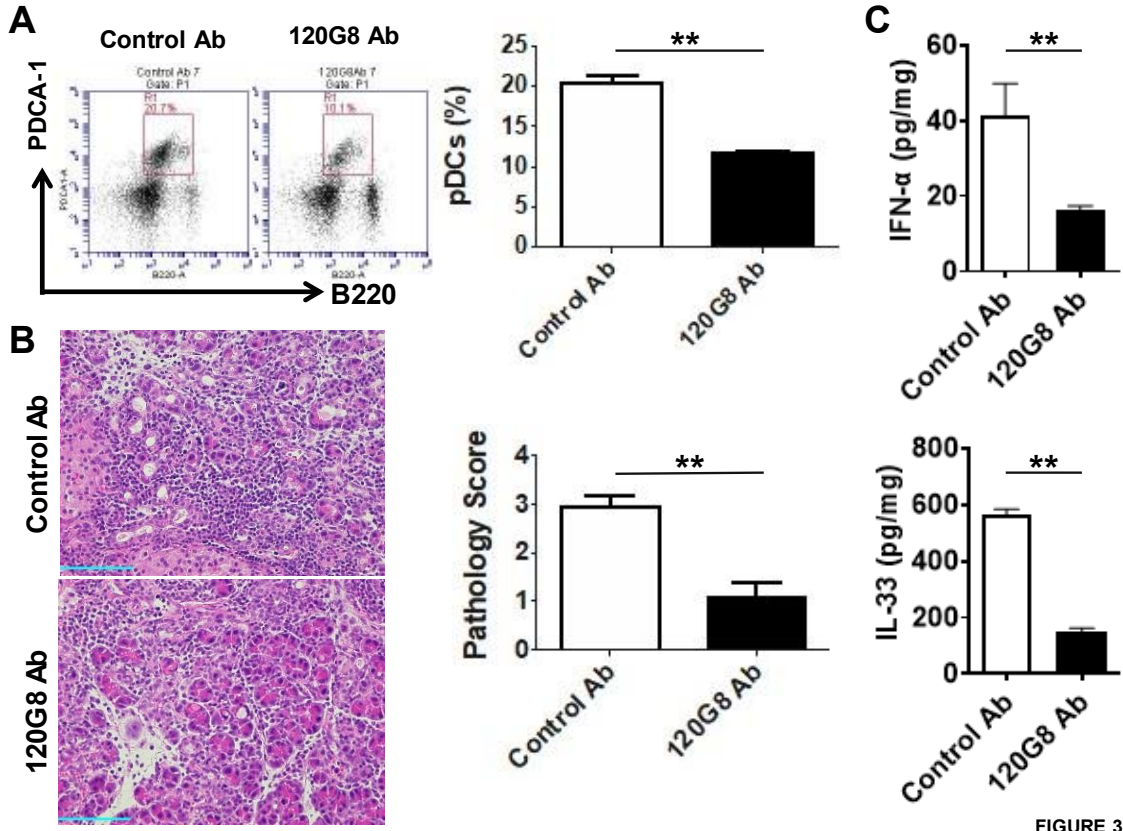 A
Control Ab
120G8 Ab
PDCA-1
Control Ab 7
Gate: P1
R1
20.7%
PDCA1-A
B220-A
120G8Ab 7
Gate: P1
R1
10.1%
B220-A
B220
25
20
15
10
5
0
pDCs (%)
**
Control Ab
120G8 Ab
B
Control Ab
120G8 Ab
4
3
2
1
0
Pathology Score
**
Control Ab
120G8 Ab
C
60
40
20
0
IFN-α (pg/mg)
**
Control Ab
120G8 Ab
800
600
400
200
0
IL-33 (pg/mg)
**
Control Ab
120G8 Ab
FIGURE 3